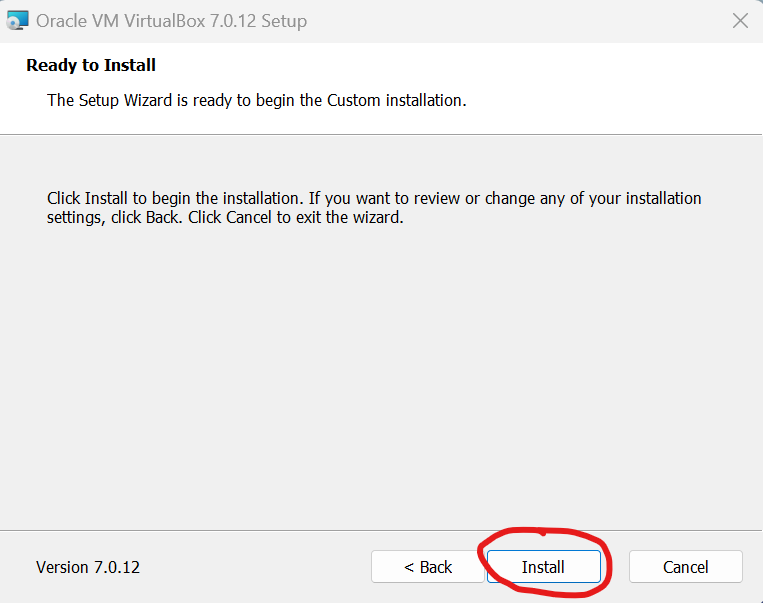 Oracle VM VirtualBox 7.0.12 Setup
Ready to Install
The Setup Wizard is ready to begin the Custom installation.
Click Install to begin the installation. If you want to review or change any of your installation
settings, click Back. Click Cancel to exit the wizard.
Version 7.0.12
< Back
Install
Cancel